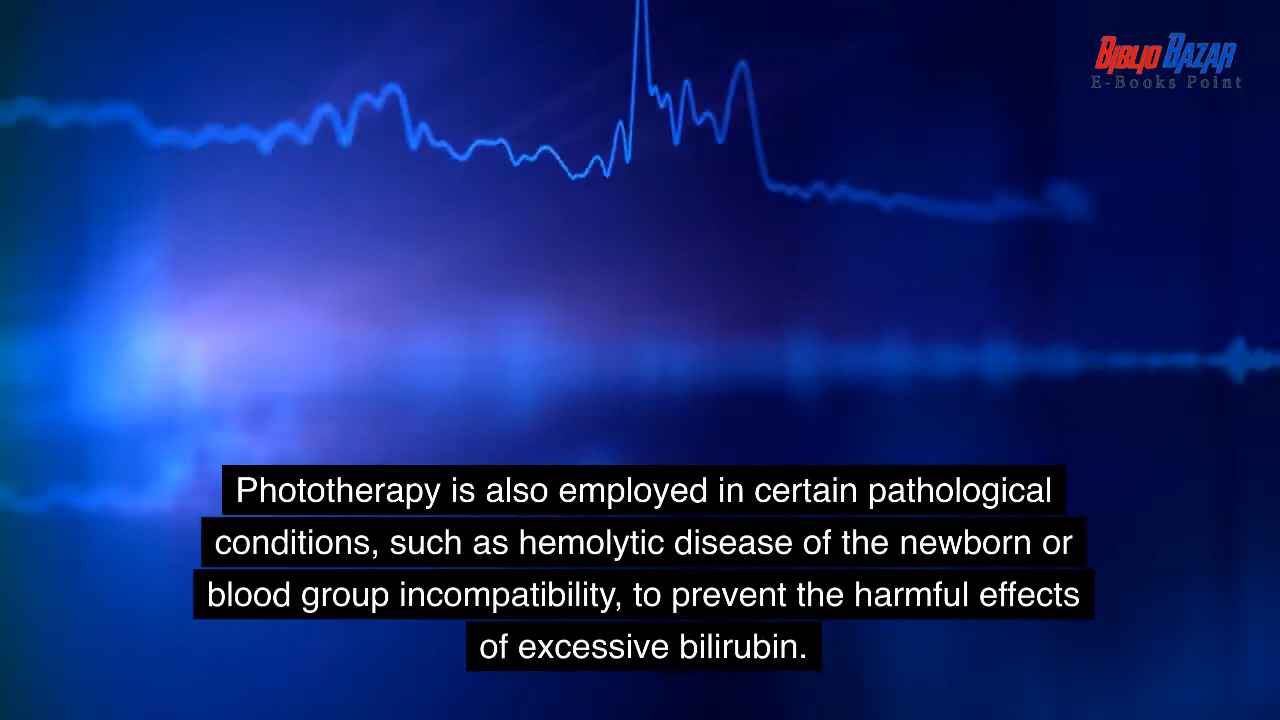 BIBLIO BAZAR
E-Books Point
Phototherapy is also employed in certain pathological
conditions, such as hemolytic disease of the newborn or
blood group incompatibility, to prevent the harmful effects
of excessive bilirubin.